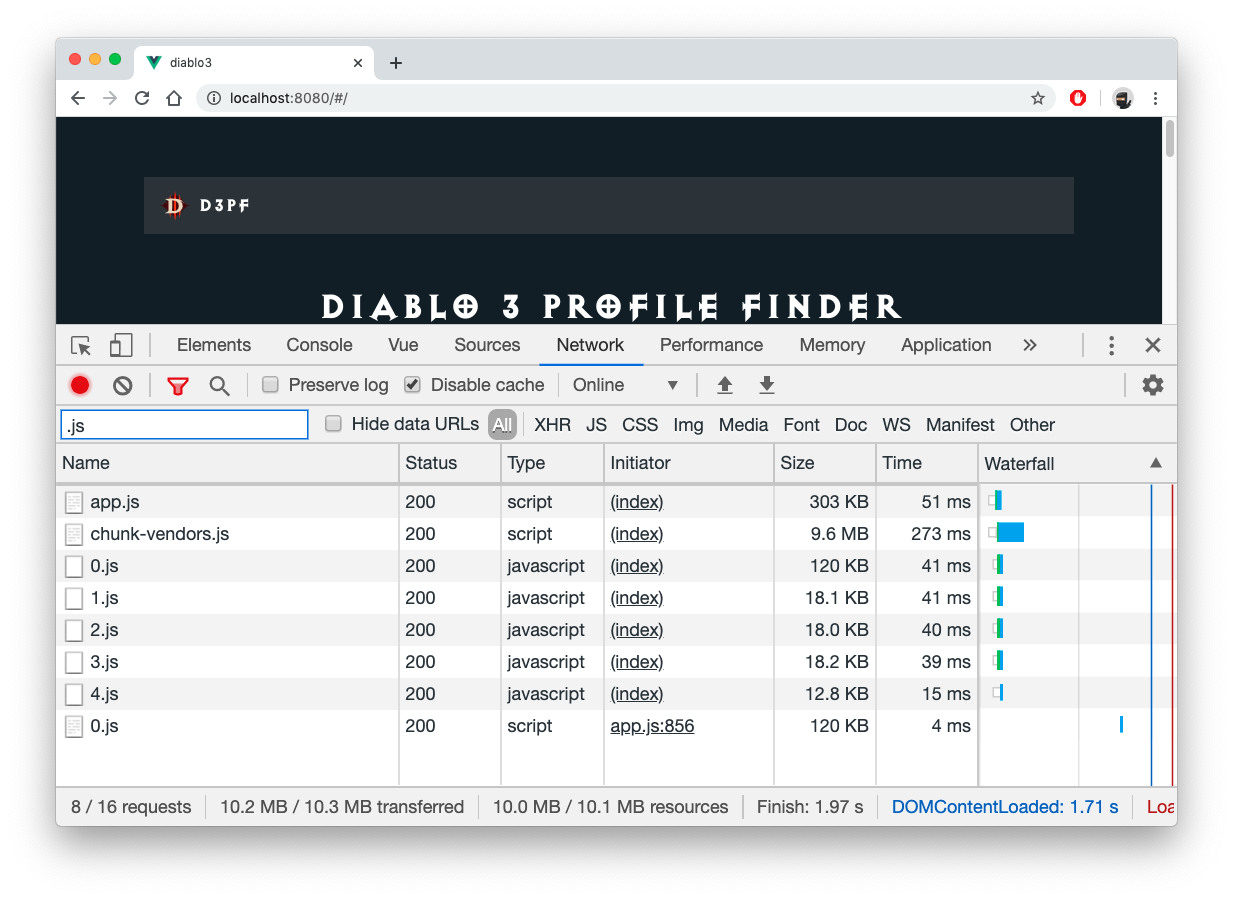 diablo3
localhost:8080/#/
D3PF
DIABLO 3 PROFILE FINDER
Elements Console Vue Sources Network Performance Memory Application »
Preserve log Disable cache Online
.js Hide data URLs All XHR JS CSS Img Media Font Doc WS Manifest Other
Name Status Type Initiator Size Time Waterfall
app.js 200 script (index) 303 KB 51 ms
chunk-vendors.js 200 script (index) 9.6 MB 273 ms
0.js 200 javascript (index) 120 KB 41 ms
1.js 200 javascript (index) 18.1 KB 41 ms
2.js 200 javascript (index) 18.0 KB 40 ms
3.js 200 javascript (index) 18.2 KB 39 ms
4.js 200 javascript (index) 12.8 KB 15 ms
0.js 200 script app.js:856 120 KB 4 ms
8 / 16 requests 10.2 MB / 10.3 MB transferred 10.0 MB / 10.1 MB resources Finish: 1.97 s DOMContentLoaded: 1.71 s Loa